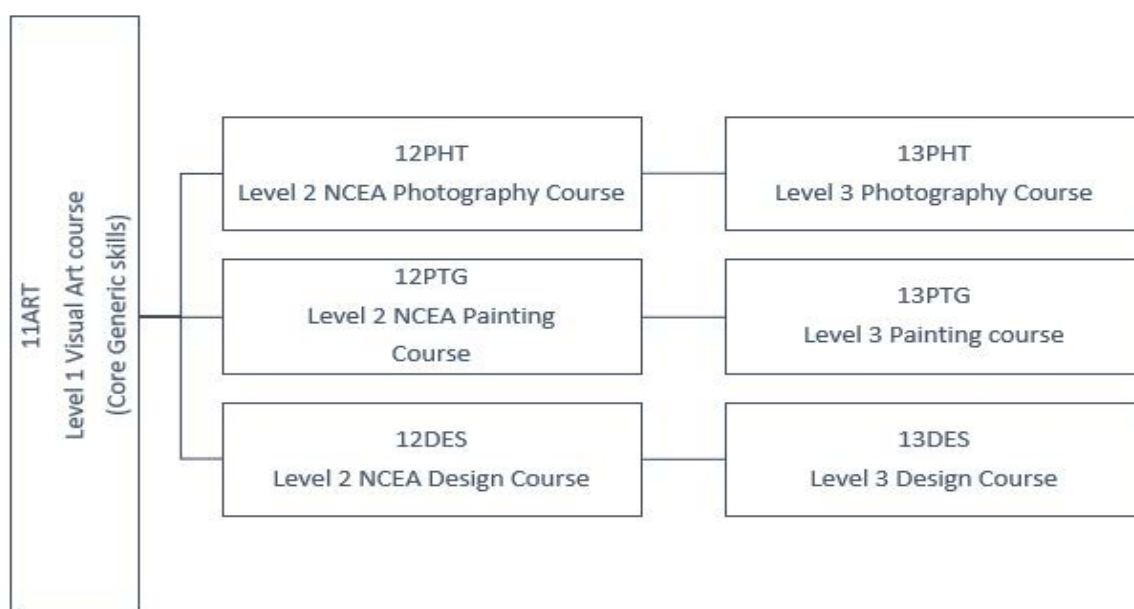 11ART
Level 1 Visual Art course
(Core Generic skills)
12PHT
Level 2 NCEA Photography Course
13PHT
Level 3 Photography Course
12PTG
Level 2 NCEA Painting
Course
13PTG
Level 3 Painting course
12DES
Level 2 NCEA Design Course
13DES
Level 3 Design Course